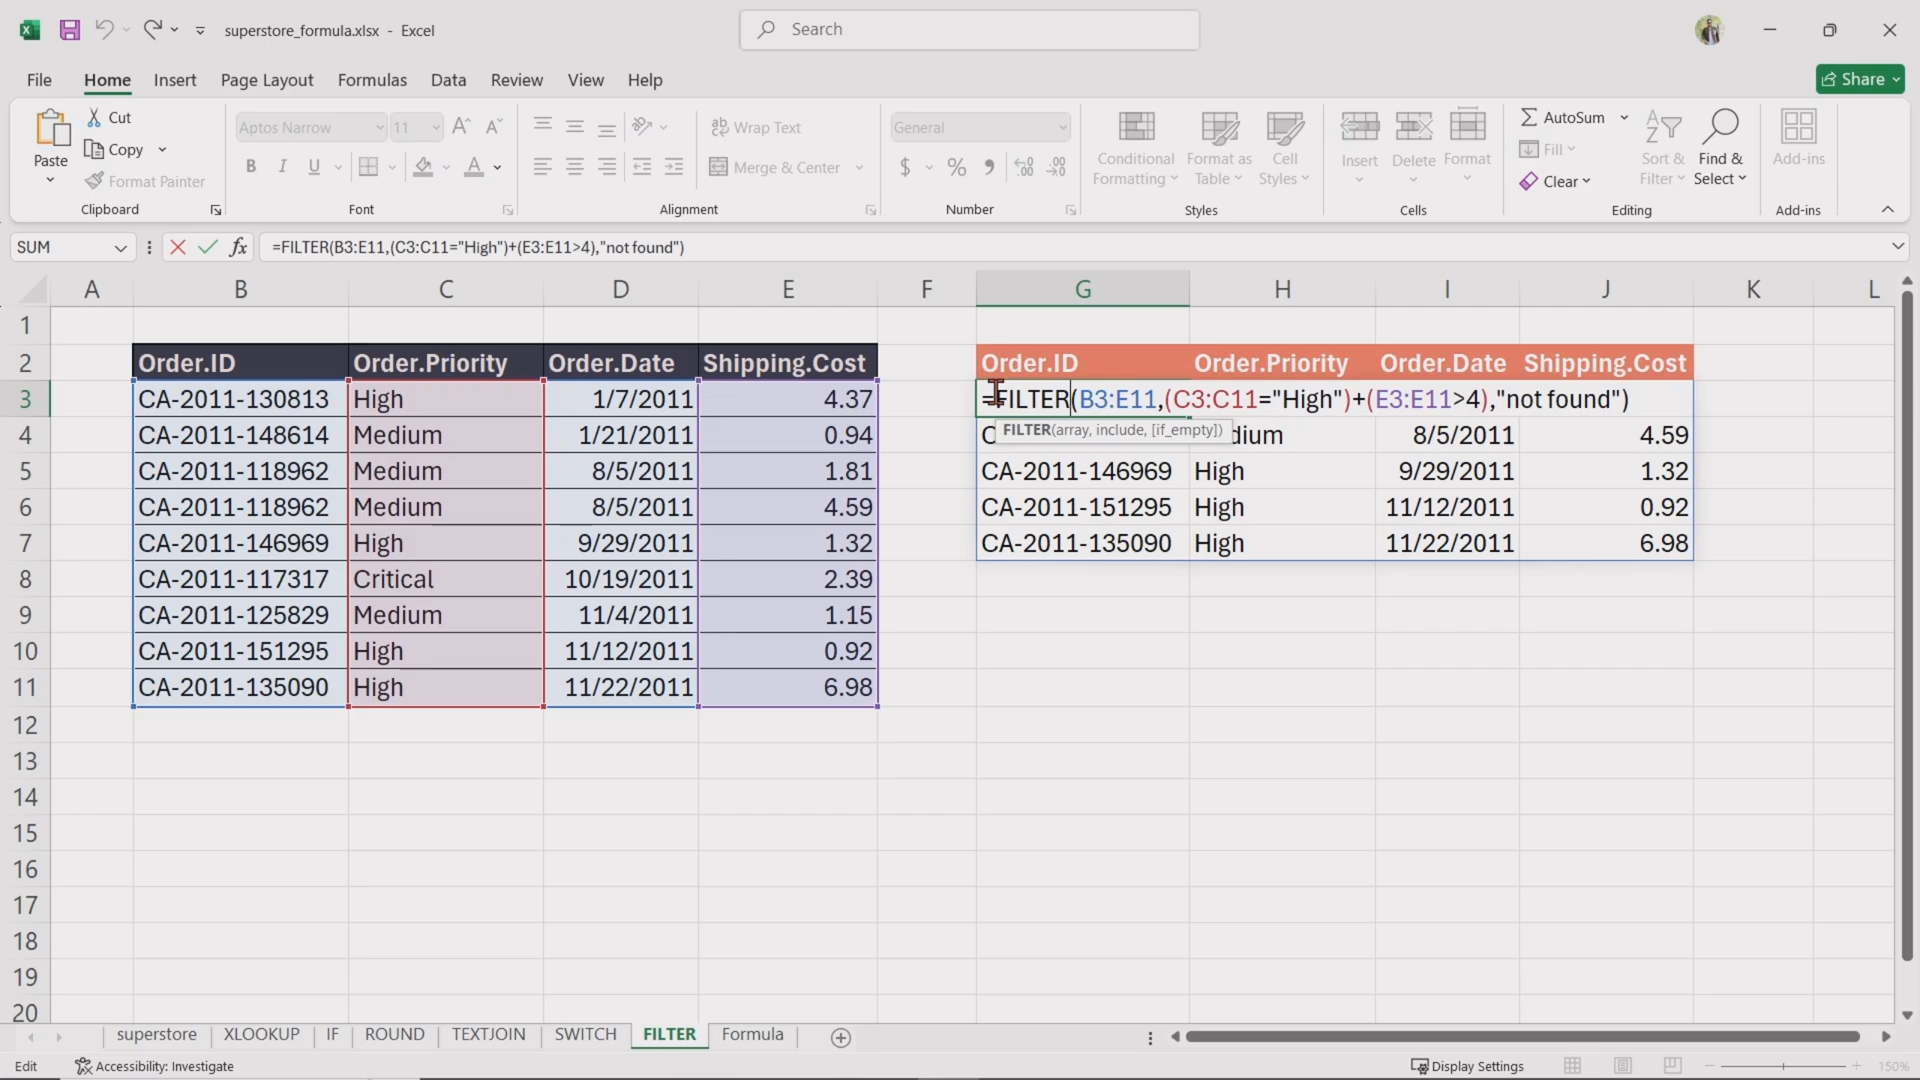 superstore_formula.xlsx - Excel
Search
File Home Insert Page Layout Formulas Data Review View Help
Share
Paste
Cut
Copy
Format Painter
Clipboard
Aptos Narrow 11
B I U
Font
Wrap Text
Merge & Center
Alignment
General
$ % ,
Number
Conditional Formatting
Format as Table
Cell Styles
Styles
Insert
Delete
Format
Cells
AutoSum
Fill
Clear
Sort & Filter
Find & Select
Editing
Add-ins
Add-ins
SUM
fx
=FILTER(B3:E11,(C3:C11="High")+(E3:E11>4),"not found")
A B C D E F G H I J K L
1
2 Order.ID Order.Priority Order.Date Shipping.Cost Order.ID Order.Priority Order.Date Shipping.Cost
3 CA-2011-130813 High 1/7/2011 4.37 =FILTER(B3:E11,(C3:C11="High")+(E3:E11>4),"not found")
FILTER(array, include, [if_empty])
4 CA-2011-148614 Medium 1/21/2011 0.94 C dium 8/5/2011 4.59
5 CA-2011-118962 Medium 8/5/2011 1.81 CA-2011-146969 High 9/29/2011 1.32
6 CA-2011-118962 Medium 8/5/2011 4.59 CA-2011-151295 High 11/12/2011 0.92
7 CA-2011-146969 High 9/29/2011 1.32 CA-2011-135090 High 11/22/2011 6.98
8 CA-2011-117317 Critical 10/19/2011 2.39
9 CA-2011-125829 Medium 11/4/2011 1.15
10 CA-2011-151295 High 11/12/2011 0.92
11 CA-2011-135090 High 11/22/2011 6.98
12
13
14
15
16
17
18
19
20
superstore XLOOKUP IF ROUND TEXTJOIN SWITCH FILTER Formula
Edit Accessibility: Investigate Display Settings 150%